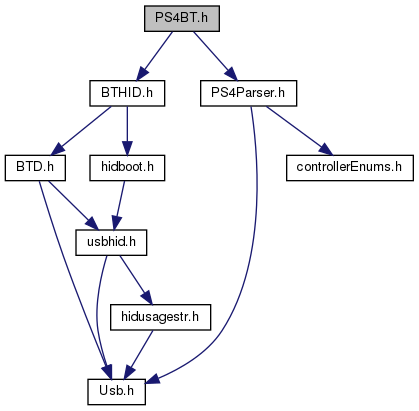 PS4BT.h
BTHID.h
PS4Parser.h
BTD.h
hidboot.h
controllerEnums.h
usbhid.h
hidusagestr.h
Usb.h